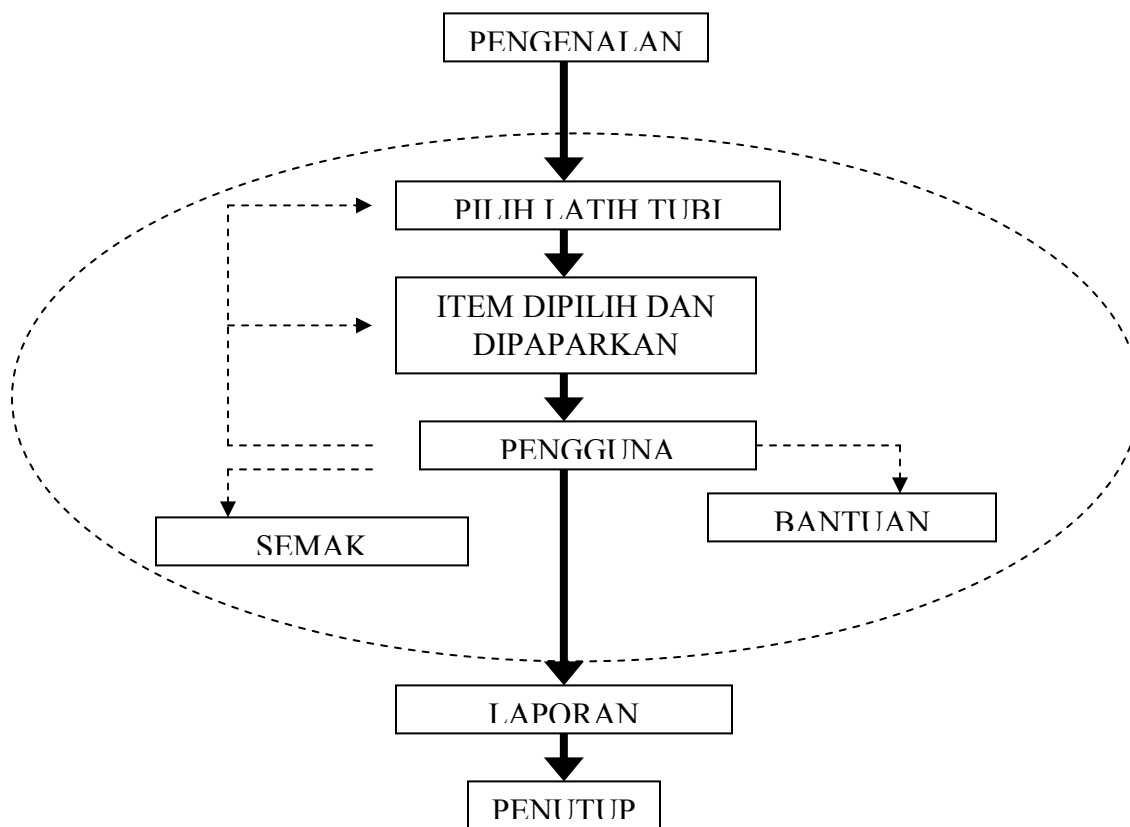 PENGENALAN
PILIH LATIH TUBI
ITEM DIPILIH DAN
DIPAPARKAN
PENGGUNA
BANTUAN
SEMAK
LAPORAN
PENUTUP